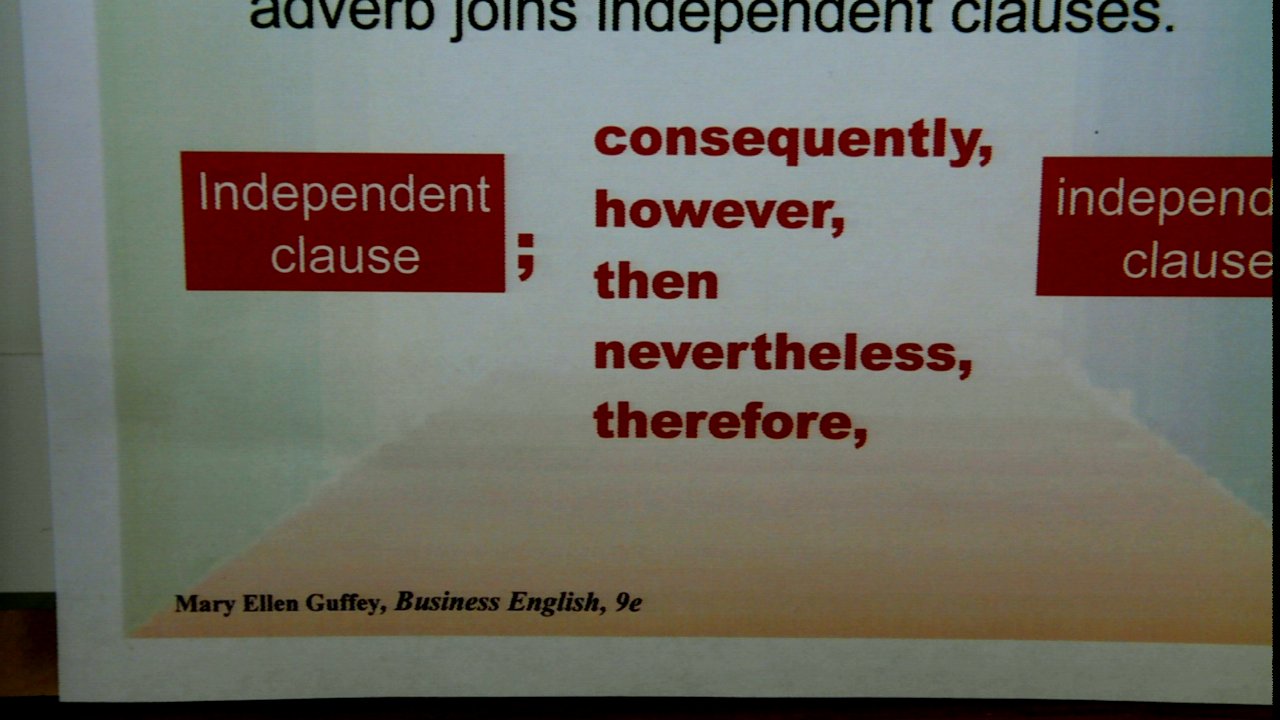 adverb joins independent clauses.
Independent
clause
;
consequently,
however,
then
nevertheless,
therefore,
independ
clause
Mary Ellen Guffey, Business English, 9e